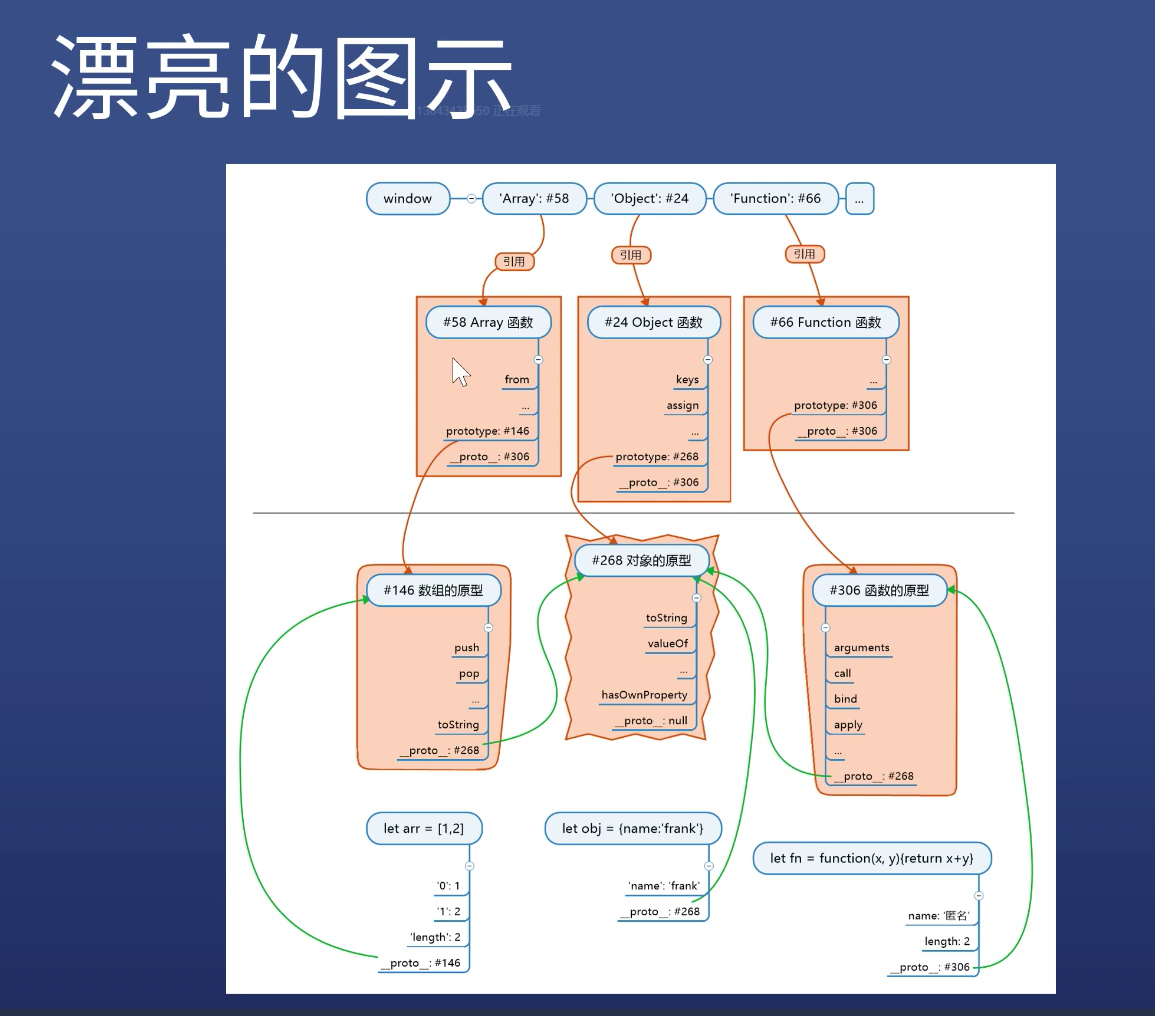 漂亮的图示
正在观看
window
'Array': #58
'Object': #24
'Function': #66
...
引用
引用
引用
#58 Array 函数
from
...
prototype: #146
__proto__: #306
#24 Object 函数
keys
assign
...
prototype: #268
__proto__: #306
#66 Function 函数
...
prototype: #306
__proto__: #306
#146 数组的原型
push
pop
...
toString
__proto__: #268
#268 对象的原型
toString
valueOf
...
hasOwnProperty
__proto__: null
#306 函数的原型
arguments
call
bind
apply
...
__proto__: #268
let arr = [1,2]
'0': 1
'1': 2
'length': 2
__proto__: #146
let obj = {name:'frank'}
'name': 'frank'
__proto__: #268
let fn = function(x, y){return x+y}
name: '匿名'
length: 2
__proto__: #306